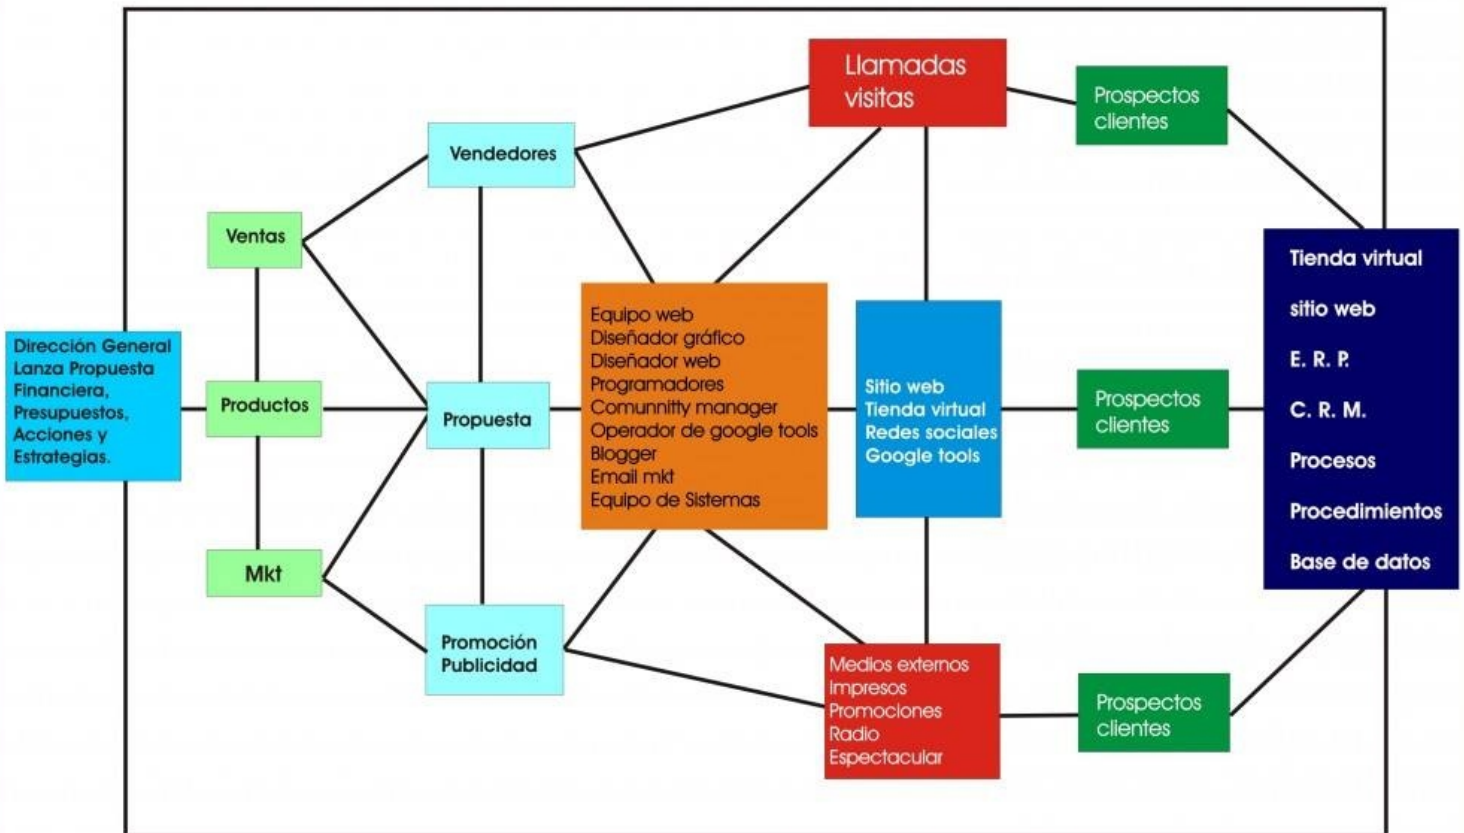 Dirección General
Lanza Propuesta
Financiera,
Presupuestos,
Acciones y
Estrategias.
Ventas
Productos
Mkt
Vendedores
Propuesta
Promoción
Publicidad
Equipo web
Diseñador gráfico
Diseñador web
Programadores
Comunnitty manager
Operador de google tools
Blogger
Email mkt
Equipo de Sistemas
Llamadas
visitas
Sitio web
Tienda virtual
Redes sociales
Google tools
Medios externos
Impresos
Promociones
Radio
Espectacular
Prospectos
clientes
Prospectos
clientes
Prospectos
clientes
Tienda virtual
sitio web
E. R. P.
C. R. M.
Procesos
Procedimientos
Base de datos